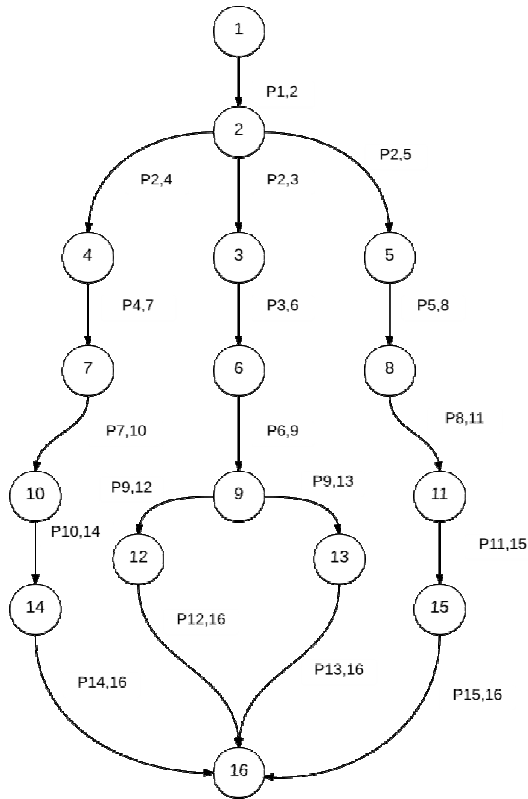 1
P1,2
2
P2,4
P2,3
P2,5
4
3
5
P4,7
P3,6
P5,8
7
6
8
P7,10
P6,9
P8,11
P9,12
P9,13
10
9
11
P10,14
12
13
P11,15
14
15
P12,16
P13,16
P14,16
P15,16
16